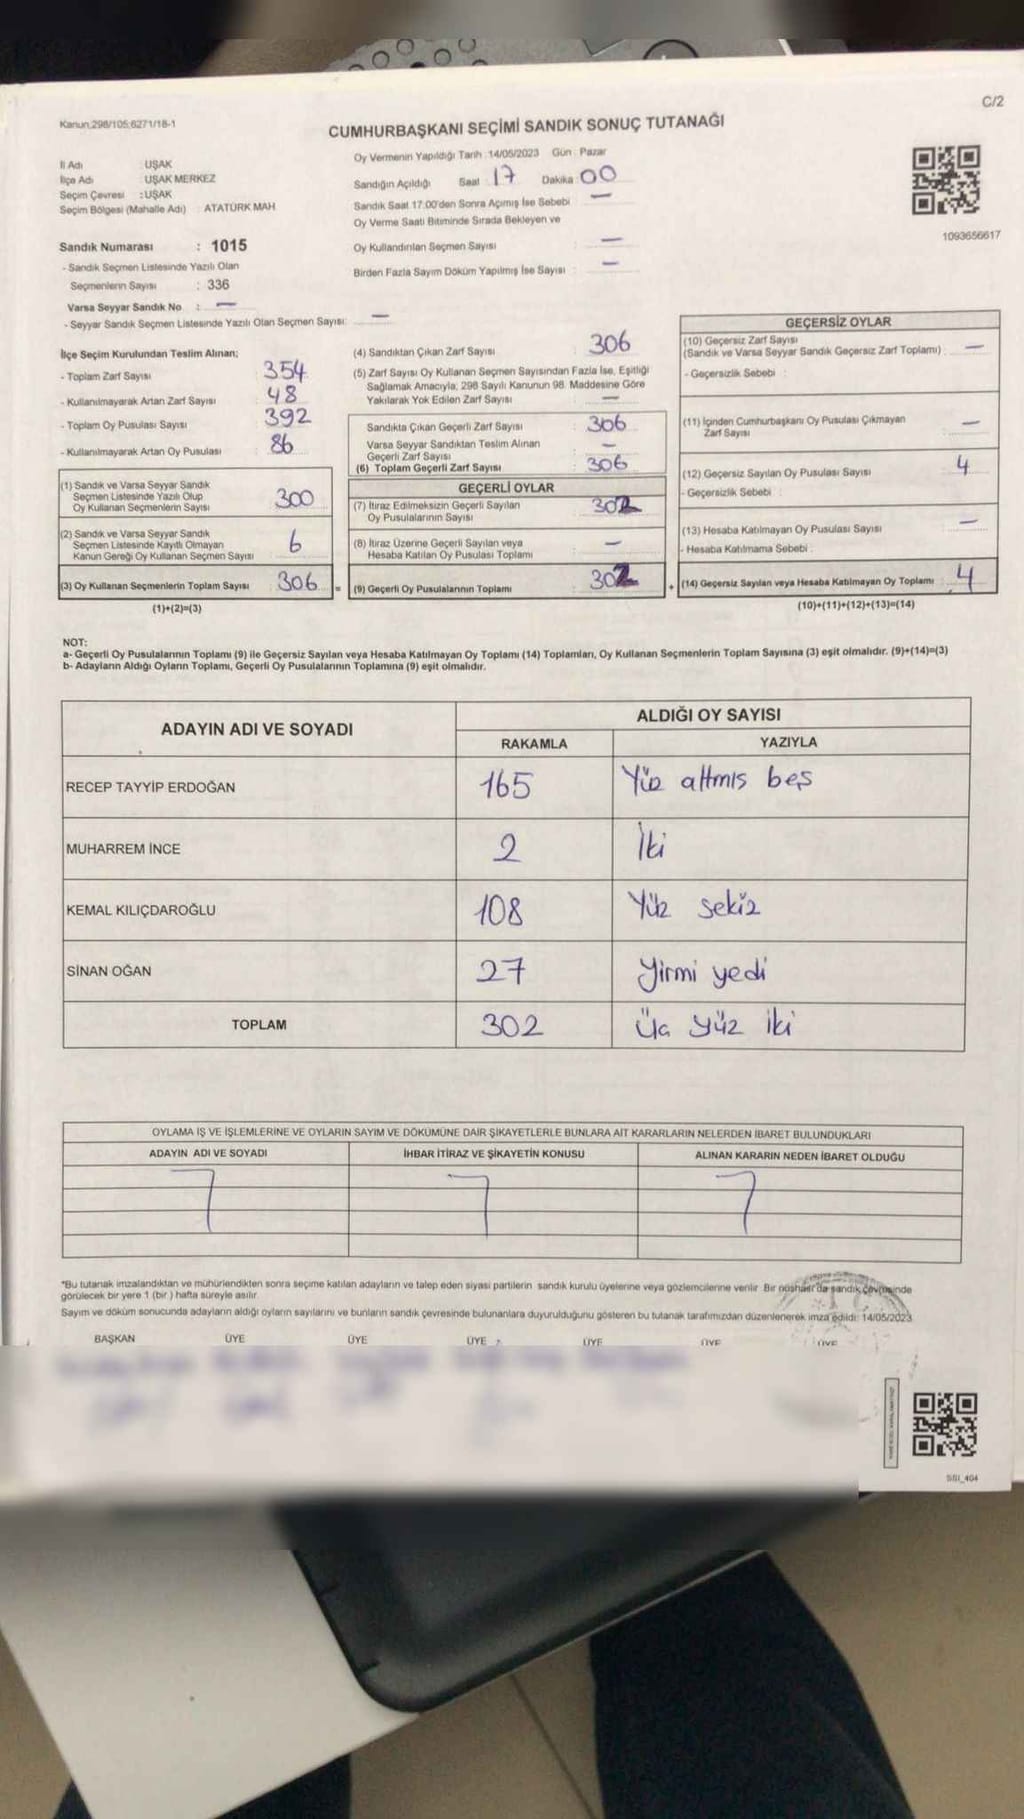 C/2
Kanun:298/105;6271/18-1
CUMHURBAŞKANI SEÇİMİ SANDIK SONUÇ TUTANAĞI
İl Adı : UŞAK
İlçe Adı : UŞAK MERKEZ
Seçim Çevresi : UŞAK
Seçim Bölgesi (Mahalle Adı) : ATATÜRK MAH.
Oy Vermenin Yapıldığı Tarih :14/05/2023 Gün : Pazar
Sandığın Açıldığı Saat : 17 Dakika : 00
Sandık Saat 17:00'den Sonra Açımış İse Sebebi : —
Oy Verme Saati Bitiminde Sırada Bekleyen ve
Oy Kullandırılan Seçmen Sayısı : —
Birden Fazla Sayım Döküm Yapılmış İse Sayısı : —
1093656617
Sandık Numarası : 1015
- Sandık Seçmen Listesinde Yazılı Olan
Seçmenlerin Sayısı : 336
Varsa Seyyar Sandık No : —
- Seyyar Sandık Seçmen Listesinde Yazılı Olan Seçmen Sayısı: —
İlçe Seçim Kurulundan Teslim Alınan;
- Toplam Zarf Sayısı 354
- Kullanılmayarak Artan Zarf Sayısı 48
- Toplam Oy Pusulası Sayısı 392
- Kullanılmayarak Artan Oy Pusulası 86
(1) Sandık ve Varsa Seyyar Sandık
Seçmen Listesinde Yazılı Olup
Oy Kullanan Seçmenlerin Sayısı 300
(2) Sandık ve Varsa Seyyar Sandık
Seçmen Listesinde Kayıtlı Olmayan
Kanun Gereği Oy Kullanan Seçmen Sayısı 6
(3) Oy Kullanan Seçmenlerin Toplam Sayısı 306 =
(1)+(2)=(3)
(4) Sandıktan Çıkan Zarf Sayısı : 306
(5) Zarf Sayısı Oy Kullanan Seçmen Sayısından Fazla İse, Eşitliği
Sağlamak Amacıyla, 298 Sayılı Kanunun 98. Maddesine Göre
Yakılarak Yok Edilen Zarf Sayısı : —
Sandıkta Çıkan Geçerli Zarf Sayısı : 306
Varsa Seyyar Sandıktan Teslim Alınan
Geçerli Zarf Sayısı : —
(6) Toplam Geçerli Zarf Sayısı : 306
GEÇERLİ OYLAR
(7) İtiraz Edilmeksizin Geçerli Sayılan
Oy Pusulalarının Sayısı : 302
(8) İtiraz Üzerine Geçerli Sayılan veya
Hesaba Katılan Oy Pusulası Toplamı : —
(9) Geçerli Oy Pusulalarının Toplamı : 302 +
GEÇERSİZ OYLAR
(10) Geçersiz Zarf Sayısı
(Sandık ve Varsa Seyyar Sandık Geçersiz Zarf Toplamı) : —
- Geçersizlik Sebebi :
(11) İçinden Cumhurbaşkanı Oy Pusulası Çıkmayan
Zarf Sayısı : —
(12) Geçersiz Sayılan Oy Pusulası Sayısı : 4
- Geçersizlik Sebebi :
(13) Hesaba Katılmayan Oy Pusulası Sayısı : —
- Hesaba Katılmama Sebebi :
(14) Geçersiz Sayılan veya Hesaba Katılmayan Oy Toplamı : 4
(10)+(11)+(12)+(13)=(14)
NOT:
a- Geçerli Oy Pusulalarının Toplamı (9) ile Geçersiz Sayılan veya Hesaba Katılmayan Oy Toplamı (14) Toplamları, Oy Kullanan Seçmenlerin Toplam Sayısına (3) eşit olmalıdır. (9)+(14)=(3)
b- Adayların Aldığı Oyların Toplamı, Geçerli Oy Pusulalarının Toplamına (9) eşit olmalıdır.
ADAYIN ADI VE SOYADI ALDIĞI OY SAYISI
RAKAMLA YAZIYLA
RECEP TAYYİP ERDOĞAN 165 Yüz altmıs beş
MUHARREM İNCE 2 İki
KEMAL KILIÇDAROĞLU 108 Yüz sekiz
SİNAN OĞAN 27 Yirmi yedi
TOPLAM 302 Üç yüz iki
OYLAMA İŞ VE İŞLEMLERİNE VE OYLARIN SAYIM VE DÖKÜMÜNE DAİR ŞİKAYETLERLE BUNLARA AİT KARARLARIN NELERDEN İBARET BULUNDUKLARI
ADAYIN ADI VE SOYADI İHBAR İTİRAZ VE ŞİKAYETİN KONUSU ALINAN KARARIN NEDEN İBARET OLDUĞU
*Bu tutanak imzalandıktan ve mühürlendikten sonra seçime katılan adayların ve talep eden siyasi partilerin sandık kurulu üyelerine veya gözlemcilerine verilir. Bir nüshası da sandık çevresinde
görülecek bir yere 1 (bir ) hafta süreyle asılır.
Sayım ve döküm sonucunda adayların aldığı oyların sayılarını ve bunların sandık çevresinde bulunanlara duyurulduğunu gösteren bu tutanak tarafımızdan düzenlenerek imza edildi. 14/05/2023
BAŞKAN ÜYE ÜYE ÜYE ÜYE ÜYE ÜYE